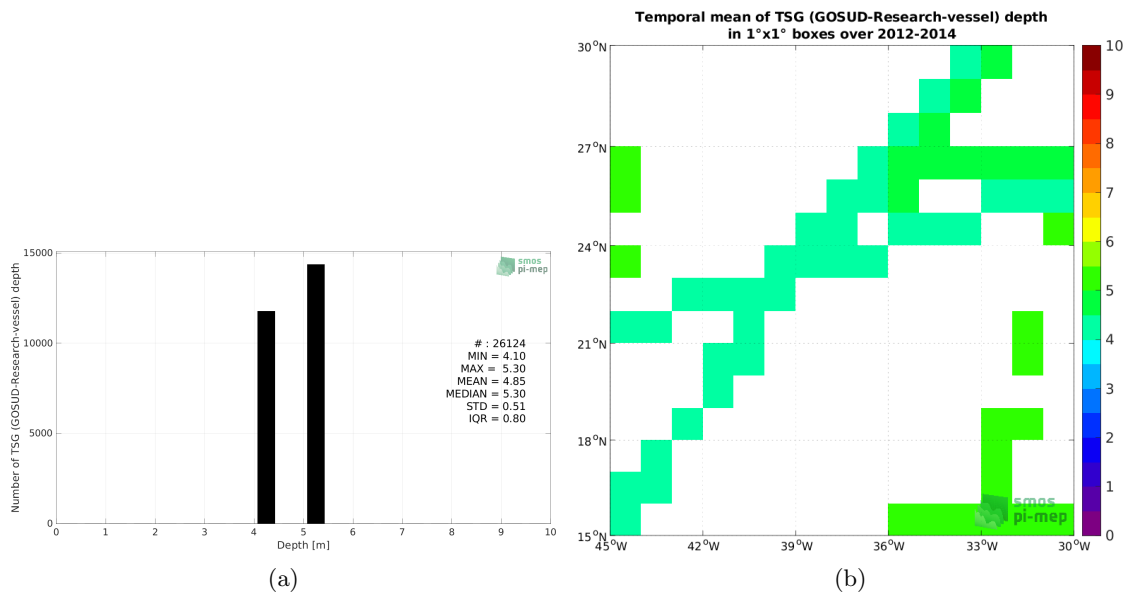 15000
10000
5000
0
Number of TSG (GOSUD-Research-vessel) depth
smos
pi-mep
# : 26124
MIN = 4.10
MAX = 5.30
MEAN = 4.85
MEDIAN = 5.30
STD = 0.51
IQR = 0.80
0 1 2 3 4 5 6 7 8 9 10
Depth [m]
(a)
Temporal mean of TSG (GOSUD-Research-vessel) depth
in 1°x1° boxes over 2012-2014
30°N
27°N
24°N
21°N
18°N
15°N
45°W 42°W 39°W 36°W 33°W 30°W
smos
pi-mep
10
9
8
7
6
5
4
3
2
1
0
(b)